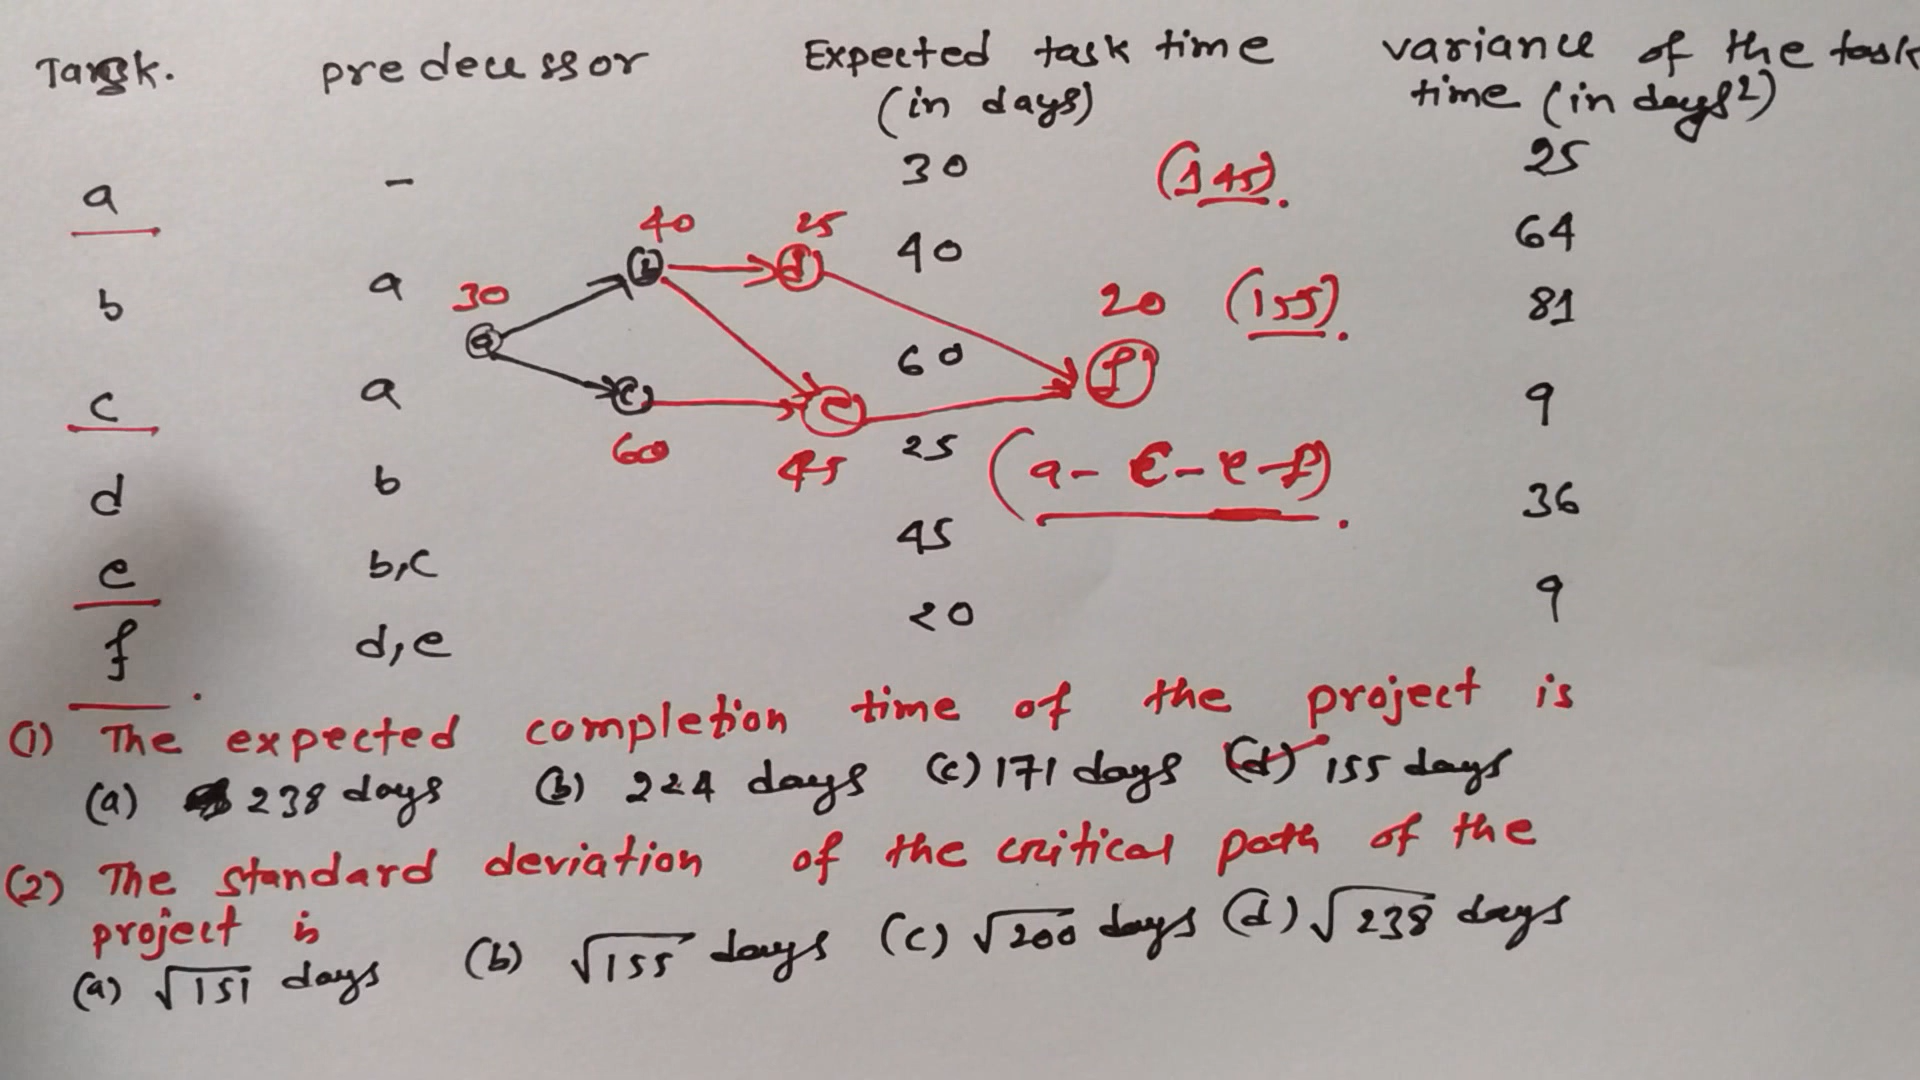 Task. predecessor Expected task time variance of the task
(in days) time (in days²)
a - 30 (145). 25
40 25
b a 30 b d 40 64
a 20 (155). 81
c a c e 60 f 9
60 45 25 (a-c-e-f).
d b 45 36
e b,c 20 9
f d,e
(1) The expected completion time of the project is
(a) 238 days (b) 224 days (c) 171 days (d) 155 days
(2) The standard deviation of the critical path of the
project is
(a) √151 days (b) √155 days (c) √200 days (d) √238 days